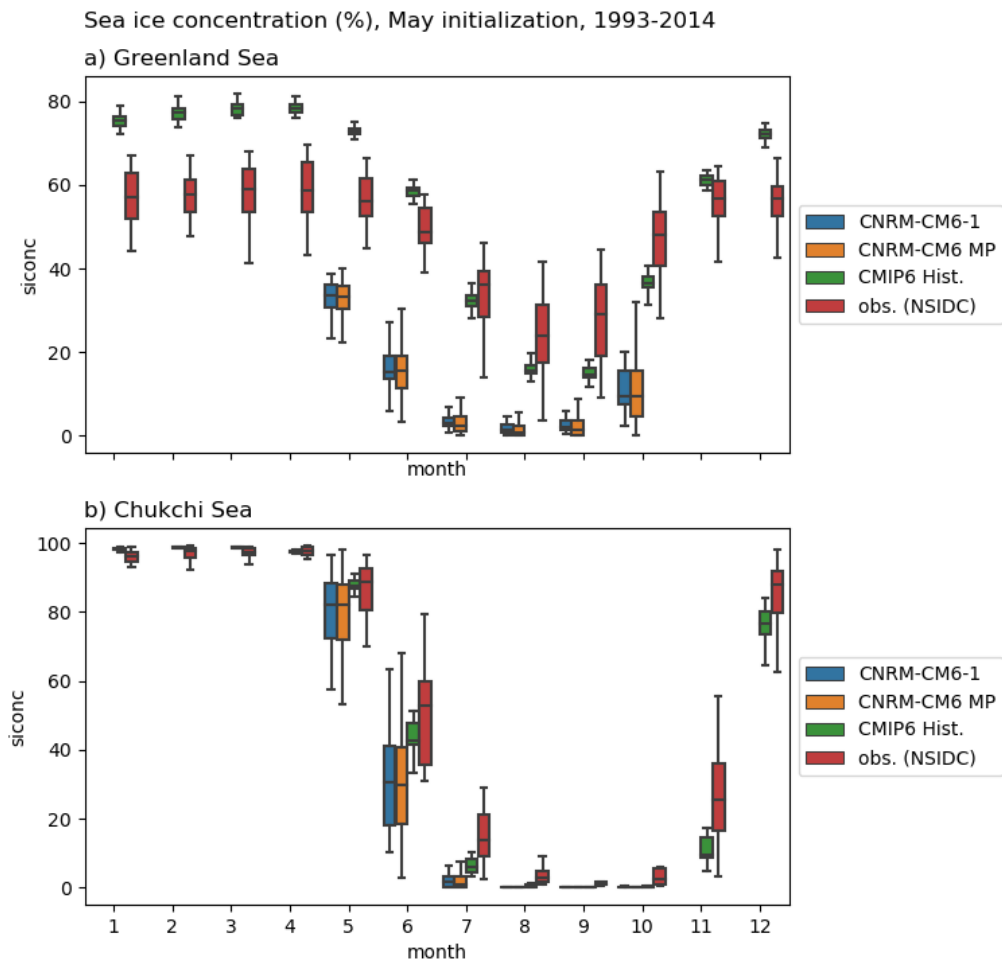 Sea ice concentration (%), May initialization, 1993-2014
a) Greenland Sea
80
60
40
20
0
siconc
month
CNRM-CM6-1
CNRM-CM6 MP
CMIP6 Hist.
obs. (NSIDC)
b) Chukchi Sea
100
80
60
40
20
0
siconc
1 2 3 4 5 6 7 8 9 10 11 12
month
CNRM-CM6-1
CNRM-CM6 MP
CMIP6 Hist.
obs. (NSIDC)